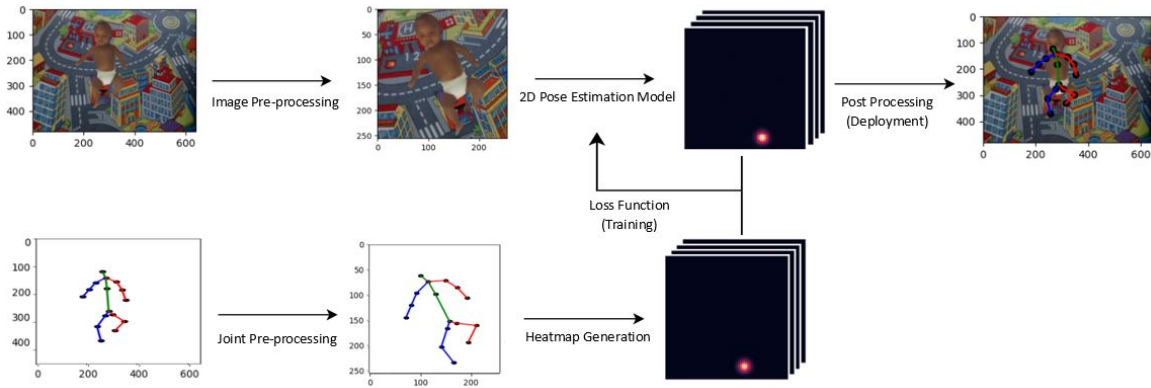 0
100
200
300
400
0 200 400 600
Image Pre-processing
0
50
100
150
200
250
0 200
2D Pose Estimation Model
Post Processing
(Deployment)
0
100
200
300
400
0 200 400 600
Loss Function
(Training)
0
100
200
300
400
0 200 400 600
Joint Pre-processing
0
50
100
150
200
250
0 100 200
Heatmap Generation